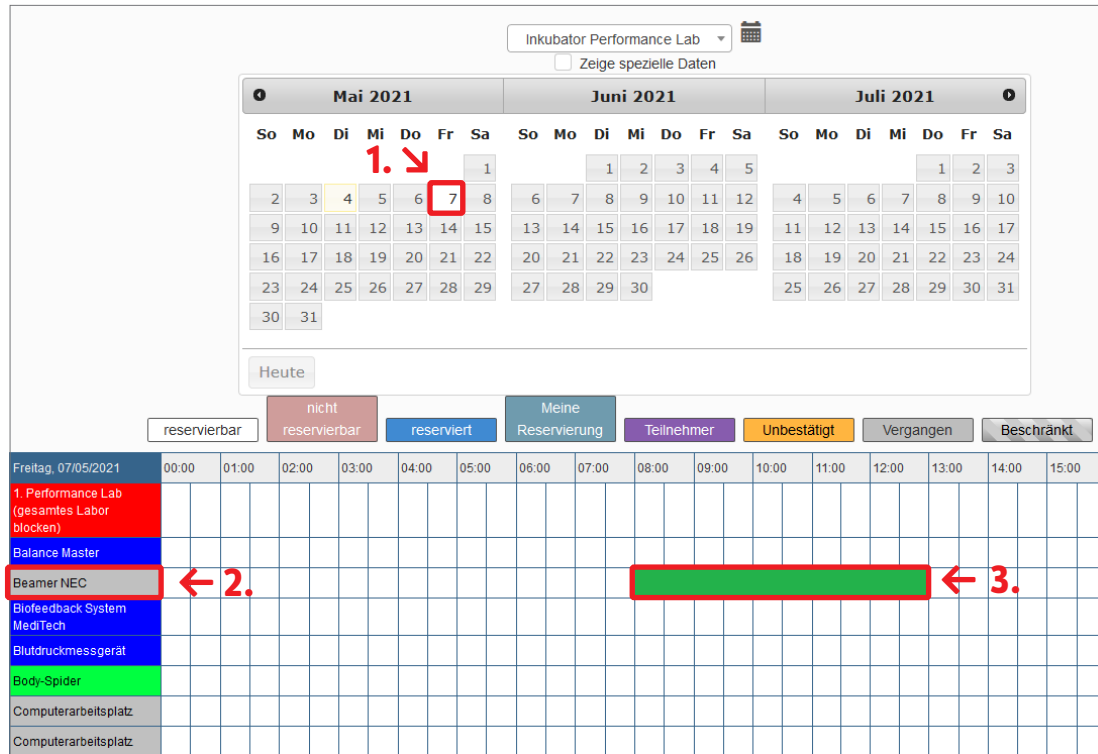 Inkubator Performance Lab
Zeige spezielle Daten
Mai 2021 Juni 2021 Juli 2021
So Mo Di Mi Do Fr Sa So Mo Di Mi Do Fr Sa So Mo Di Mi Do Fr Sa
1.
1 1 2 3 4 5 1 2 3
2 3 4 5 6 7 8 6 7 8 9 10 11 12 4 5 6 7 8 9 10
9 10 11 12 13 14 15 13 14 15 16 17 18 19 11 12 13 14 15 16 17
16 17 18 19 20 21 22 20 21 22 23 24 25 26 18 19 20 21 22 23 24
23 24 25 26 27 28 29 27 28 29 30 25 26 27 28 29 30 31
30 31
Heute
reservierbar
nicht
reservierbar
reserviert
Meine
Reservierung
Teilnehmer
Unbestätigt
Vergangen
Beschränkt
Freitag, 07/05/2021 00:00 01:00 02:00 03:00 04:00 05:00 06:00 07:00 08:00 09:00 10:00 11:00 12:00 13:00 14:00 15:00
1. Performance Lab
(gesamtes Labor
blocken)
Balance Master
Beamer NEC 2. 3.
Biofeedback System
MediTech
Blutdruckmessgerät
Body-Spider
Computerarbeitsplatz
Computerarbeitsplatz